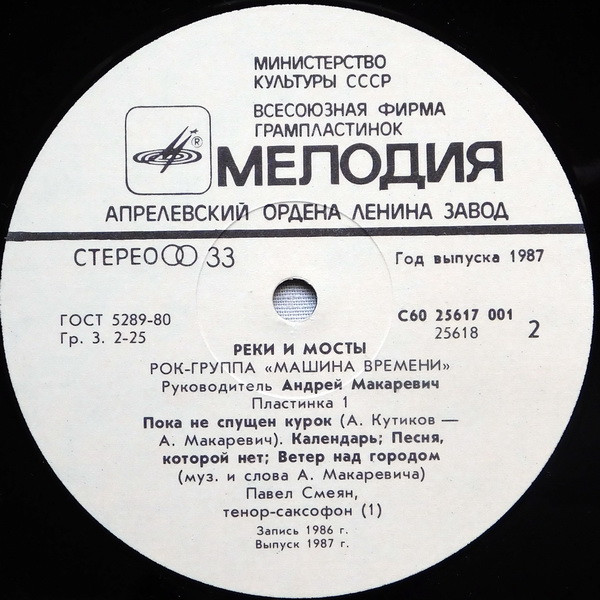 МИНИСТЕРСТВО
КУЛЬТУРЫ СССР
ВСЕСОЮЗНАЯ ФИРМА
ГРАМПЛАСТИНОК
®
МЕЛОДИЯ
АПРЕЛЕВСКИЙ ОРДЕНА ЛЕНИНА ЗАВОД
СТЕРЕО 33
Год выпуска 1987
ГОСТ 5289-80
Гр. 3. 2-25
С60 25617 001
25618
2
РЕКИ И МОСТЫ
РОК-ГРУППА «МАШИНА ВРЕМЕНИ»
Руководитель Андрей Макаревич
Пластинка 1
Пока не спущен курок (А. Кутиков —
А. Макаревич). Календарь; Песня,
которой нет; Ветер над городом
(муз. и слова А. Макаревича)
Павел Смеян,
тенор-саксофон (1)
Запись 1986 г.
Выпуск 1987 г.